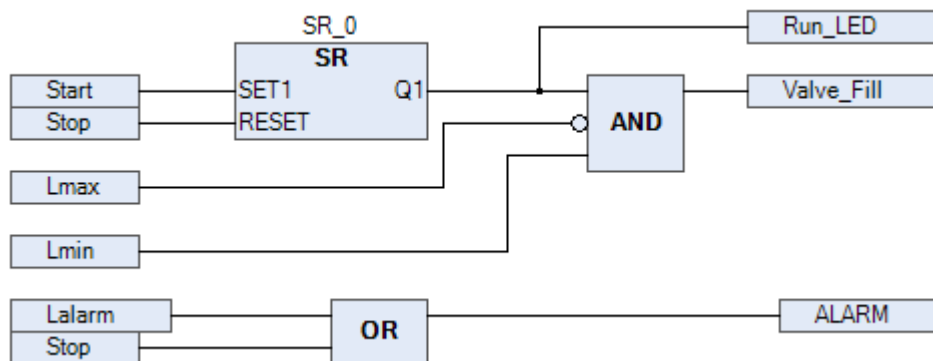 SR_0
SR
Run_LED
Start
SET1
Q1
Valve_Fill
Stop
RESET
AND
Lmax
Lmin
Lalarm
OR
ALARM
Stop